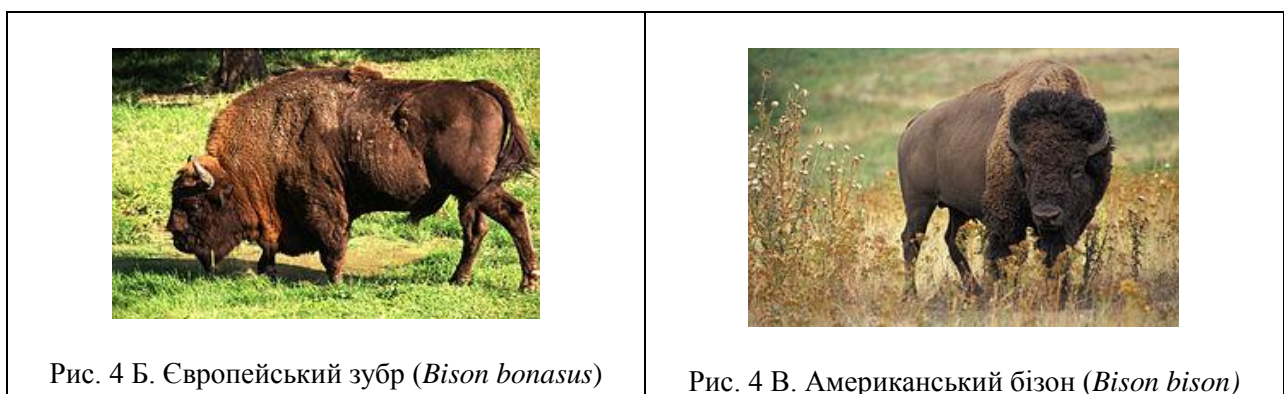 Рис. 4 Б. Європейський зубр (Bison bonasus)
Рис. 4 В. Американський бізон (Bison bison)